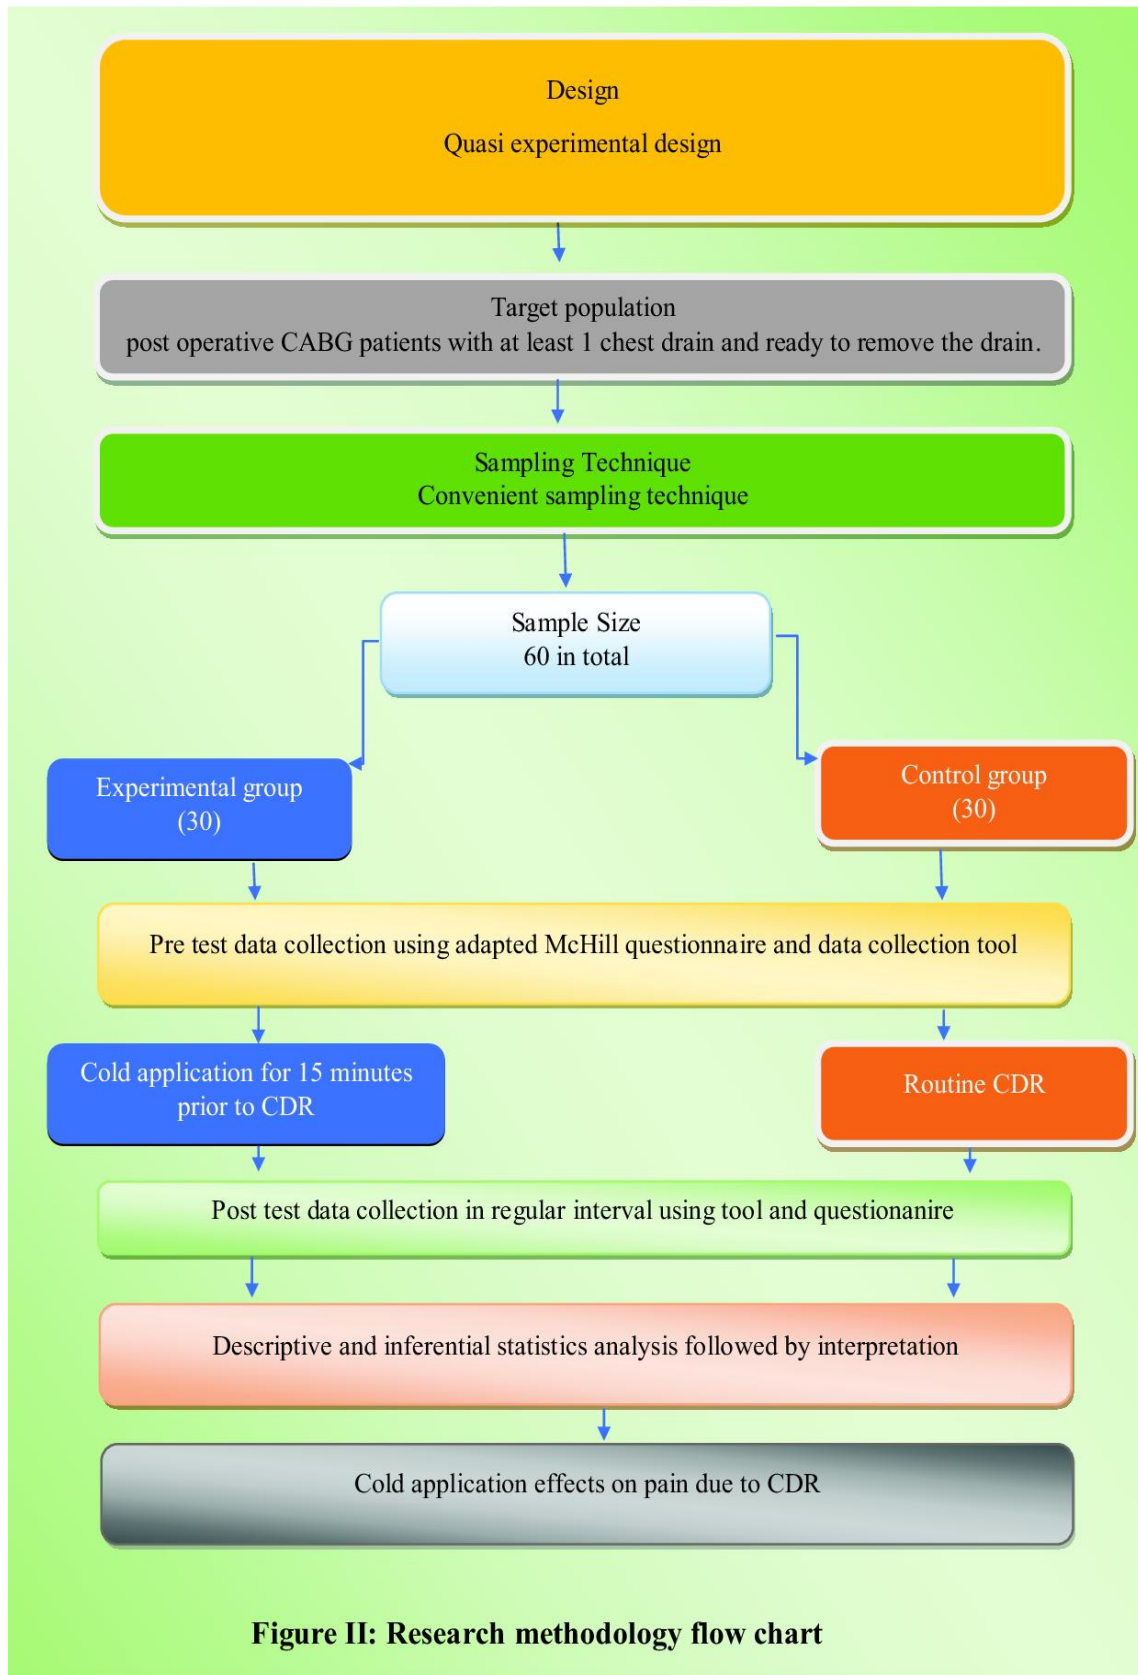 Design
Quasi experimental design
Target population
post operative CABG patients with at least 1 chest drain and ready to remove the drain.
Sampling Technique
Convenient sampling technique
Sample Size
60 in total
Experimental group
(30)
Control group
(30)
Pre test data collection using adapted McHill questionnaire and data collection tool
Cold application for 15 minutes
prior to CDR
Routine CDR
Post test data collection in regular interval using tool and questionanire
Descriptive and inferential statistics analysis followed by interpretation
Cold application effects on pain due to CDR
Figure II: Research methodology flow chart